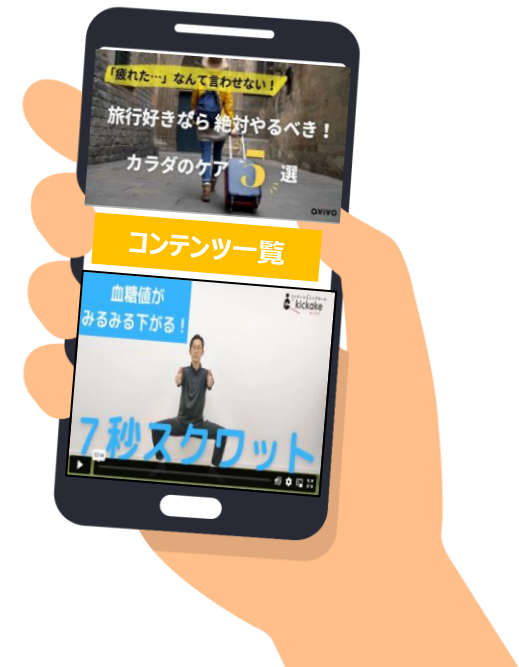 「疲れた…」なんて言わせない！
旅行好きなら 絶対やるべき！
カラダのケア 5 選
avivo
コンテンツ一覧
血糖値が
みるみる下がる！
kickake
7秒スクワット